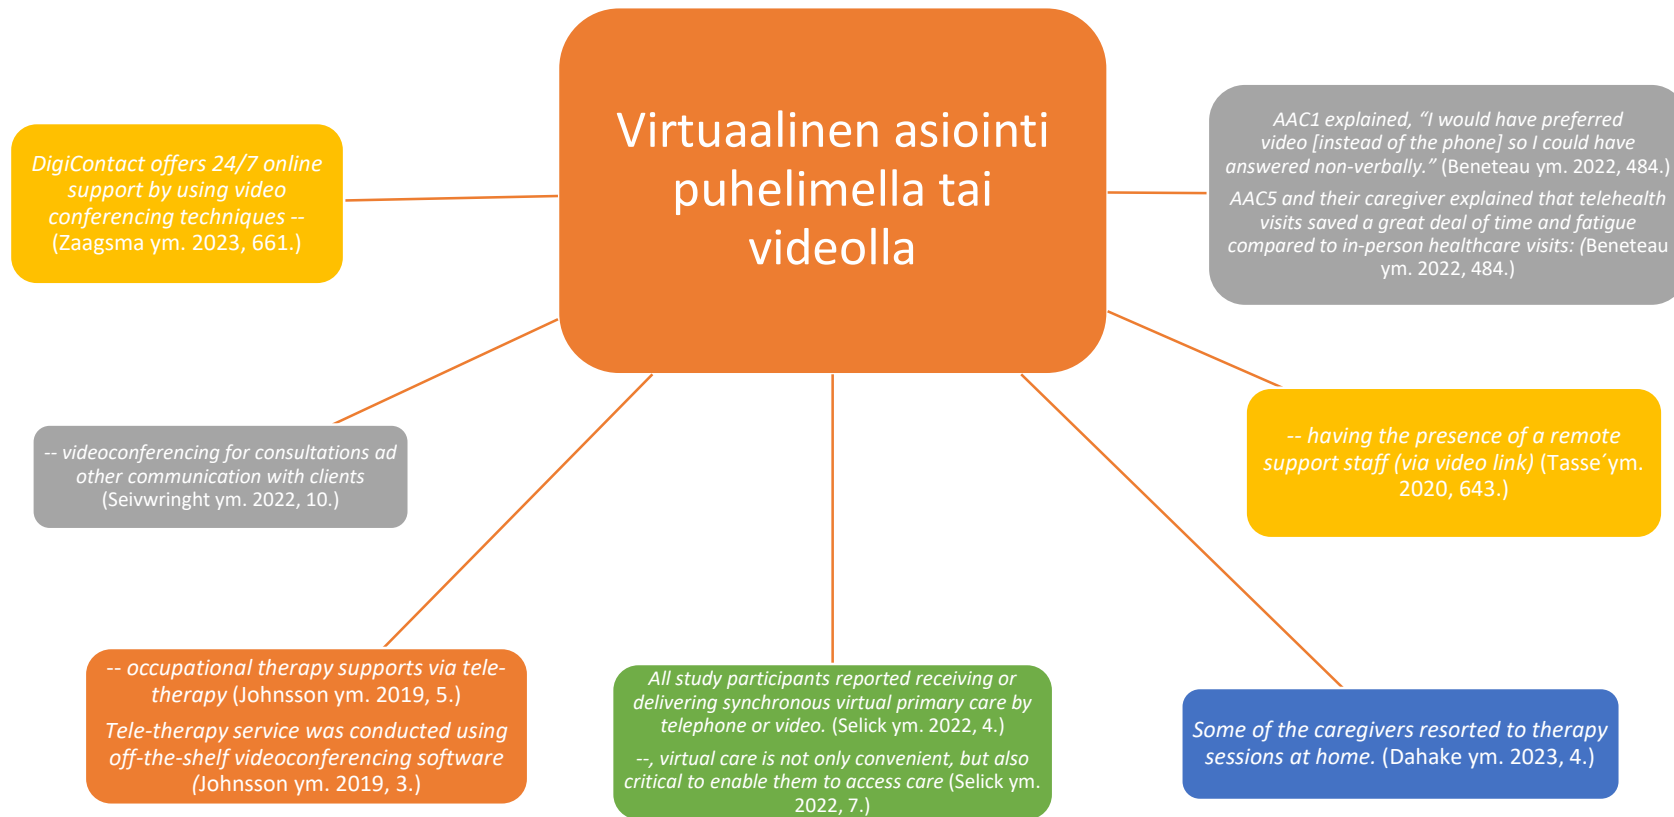 Virtuaalinen asiointi
puhelimella tai
videolla
DigiContact offers 24/7 online
support by using video
conferencing techniques --
(Zaagsma ym. 2023, 661.)
AAC1 explained, “I would have preferred
video [instead of the phone] so I could have
answered non-verbally.” (Beneteau ym. 2022, 484.)
AAC5 and their caregiver explained that telehealth
visits saved a great deal of time and fatigue
compared to in-person healthcare visits: (Beneteau
ym. 2022, 484.)
-- videoconferencing for consultations ad
other communication with clients
(Seivwringht ym. 2022, 10.)
-- having the presence of a remote
support staff (via video link) (Tasse´ym.
2020, 643.)
-- occupational therapy supports via tele-
therapy (Johnsson ym. 2019, 5.)
Tele-therapy service was conducted using
off-the-shelf videoconferencing software
(Johnsson ym. 2019, 3.)
All study participants reported receiving or
delivering synchronous virtual primary care by
telephone or video. (Selick ym. 2022, 4.)
--, virtual care is not only convenient, but also
critical to enable them to access care (Selick ym.
2022, 7.)
Some of the caregivers resorted to therapy
sessions at home. (Dahake ym. 2023, 4.)